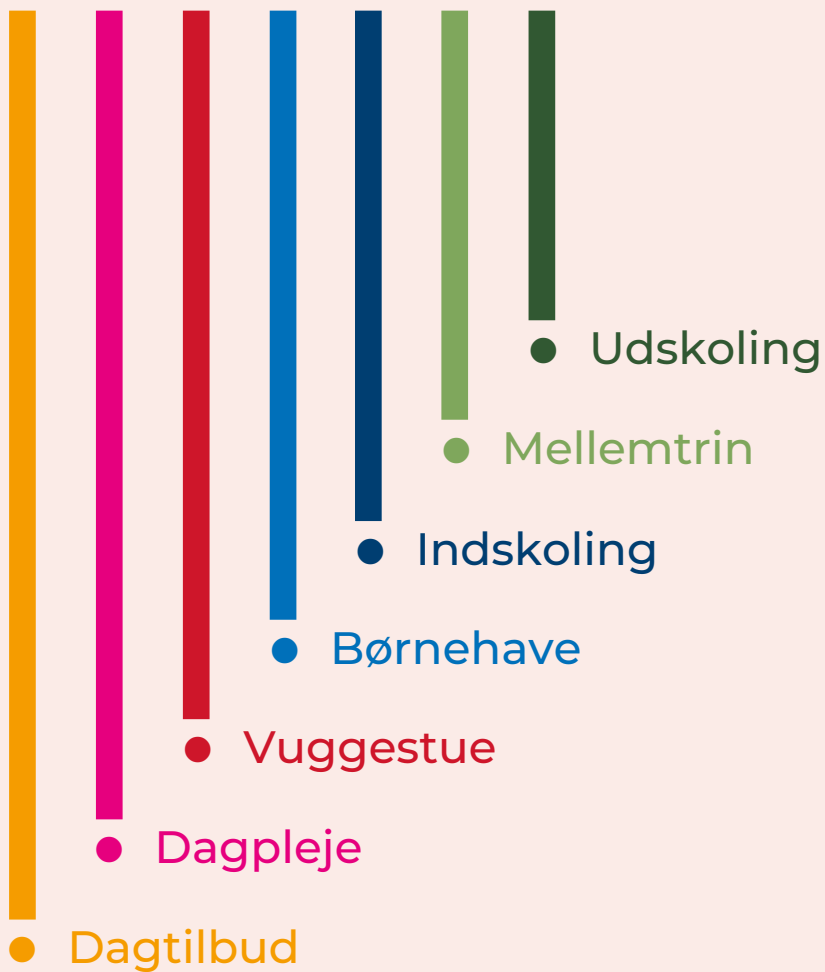 Udskoling
Mellemtrin
Indskoling
Børnehave
Vuggestue
Dagpleje
Dagtilbud